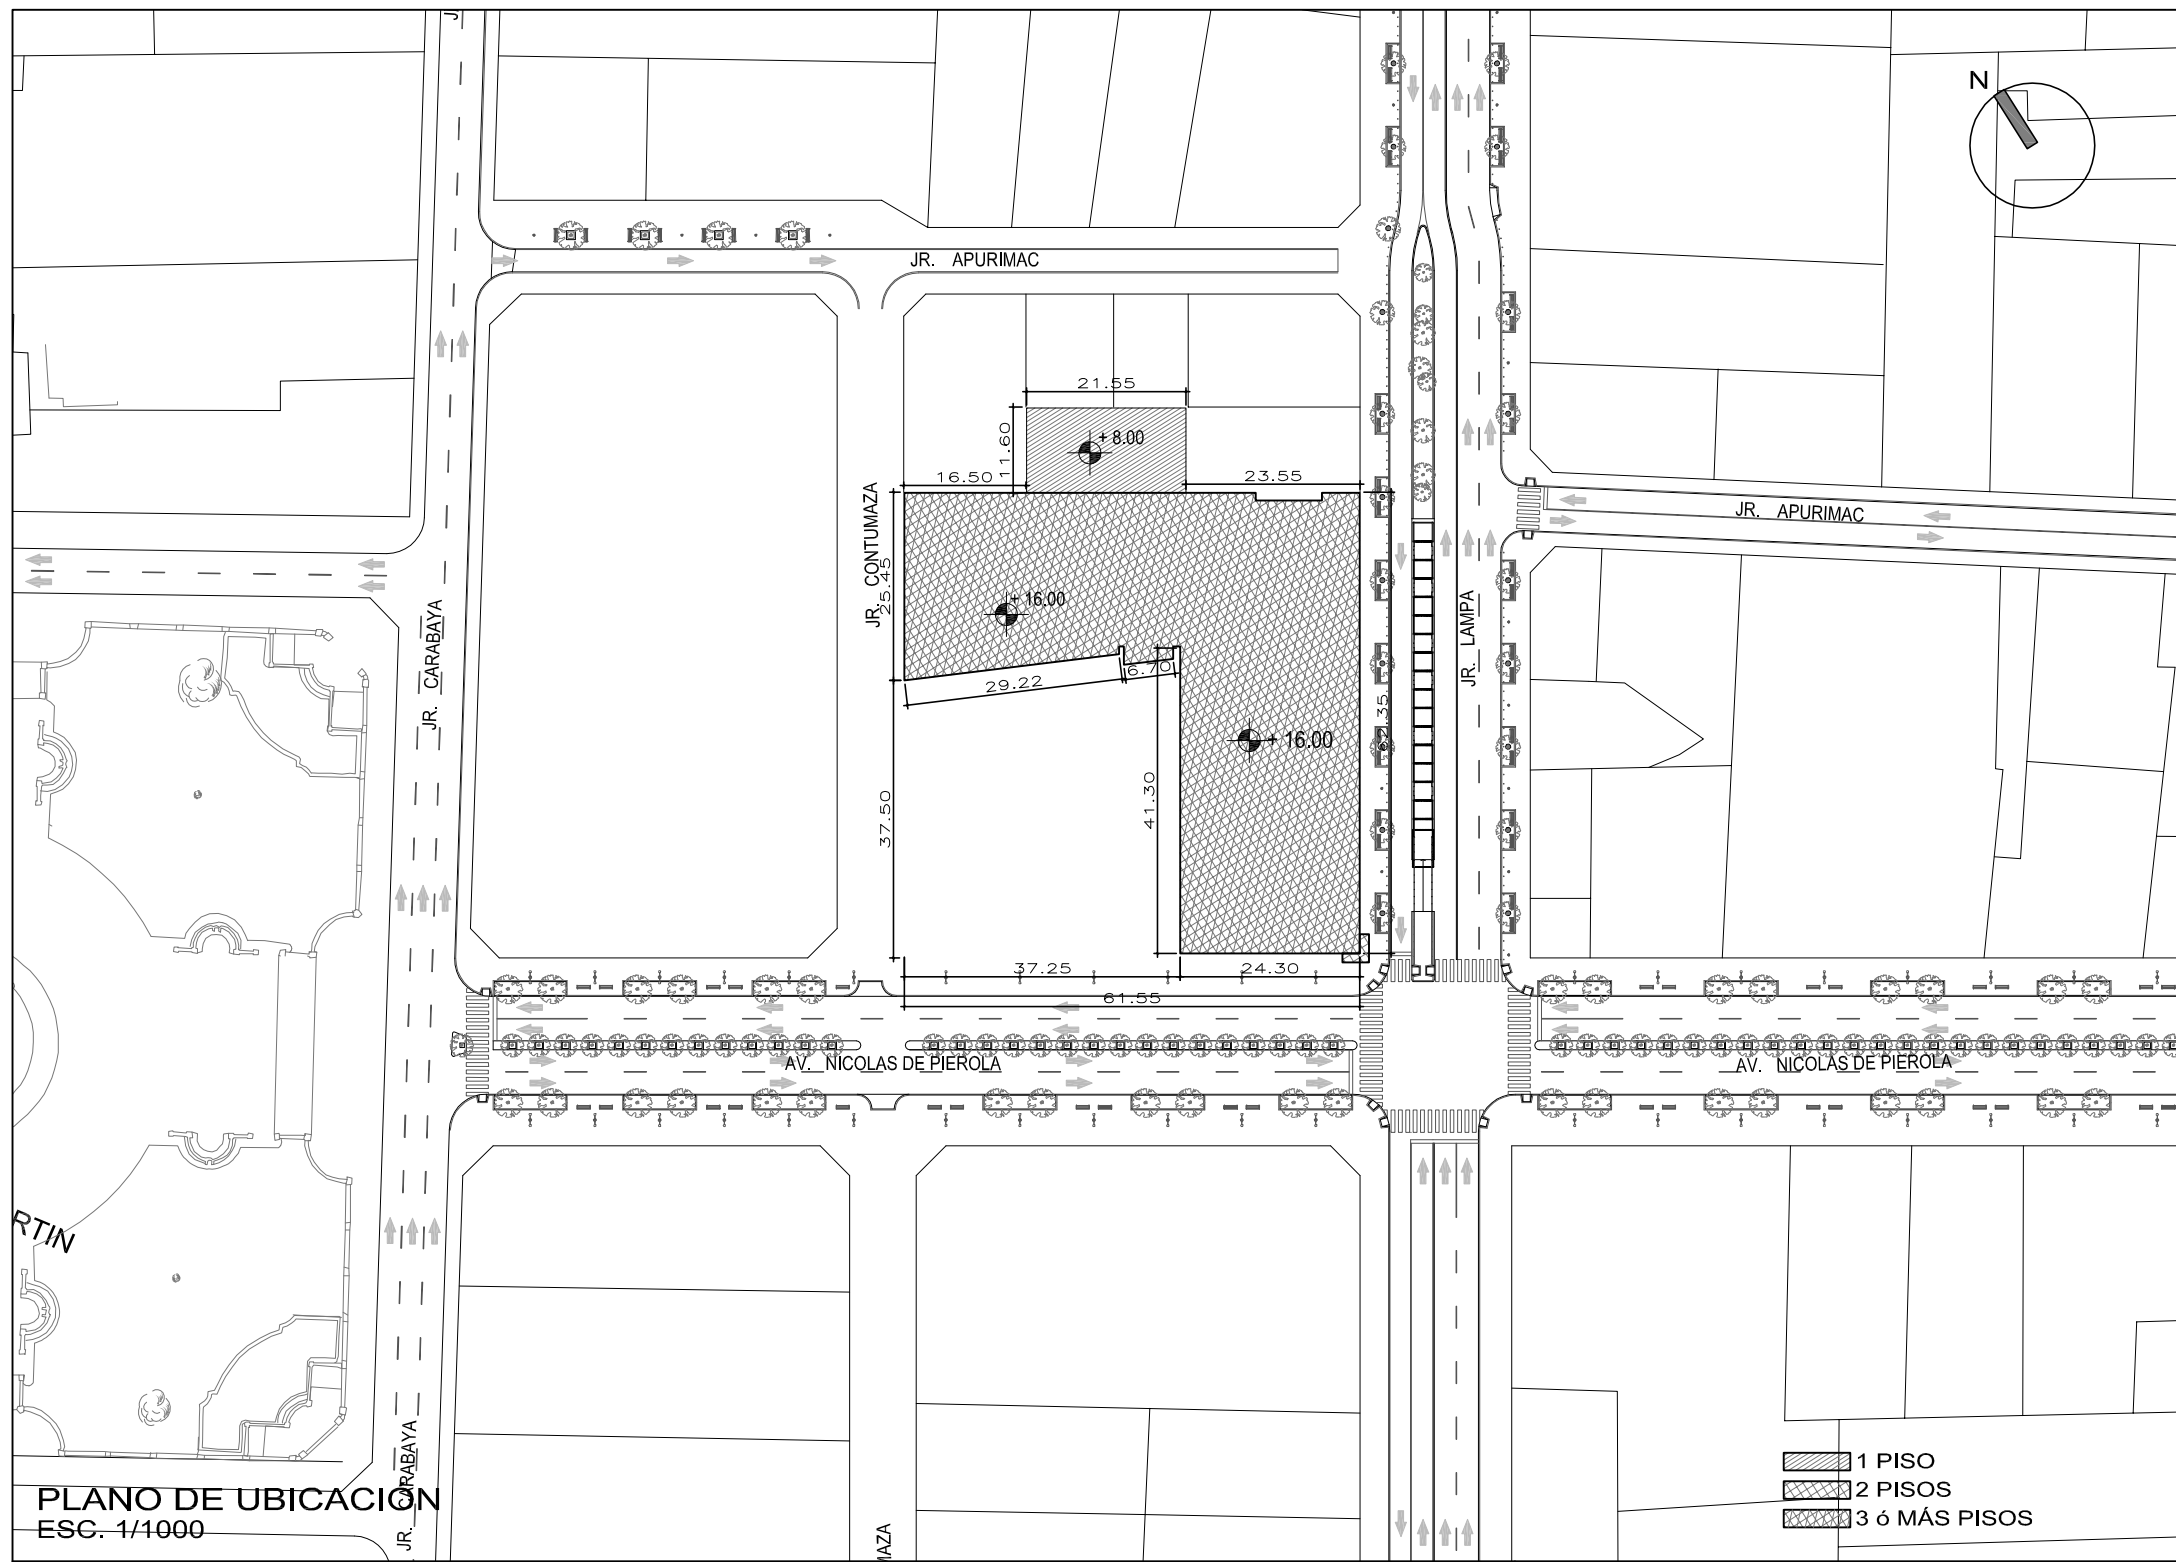 N
JR. APURIMAC
21.55
11.60
+ 8.00
16.50
23.55
JR. CONTUMAZA
25.45
JR. APURIMAC
+ 16.00
JR. CARABAYA
JR. LAMPA
6.70
29.22
62.35
+ 16.00
41.30
37.50
37.25
24.30
61.55
AV. NICOLAS DE PIEROLA
AV. NICOLAS DE PIEROLA
RTIN
JR. CARABAYA
MAZA
1 PISO
2 PISOS
3 ó MÁS PISOS
PLANO DE UBICACION
ESC. 1/1000